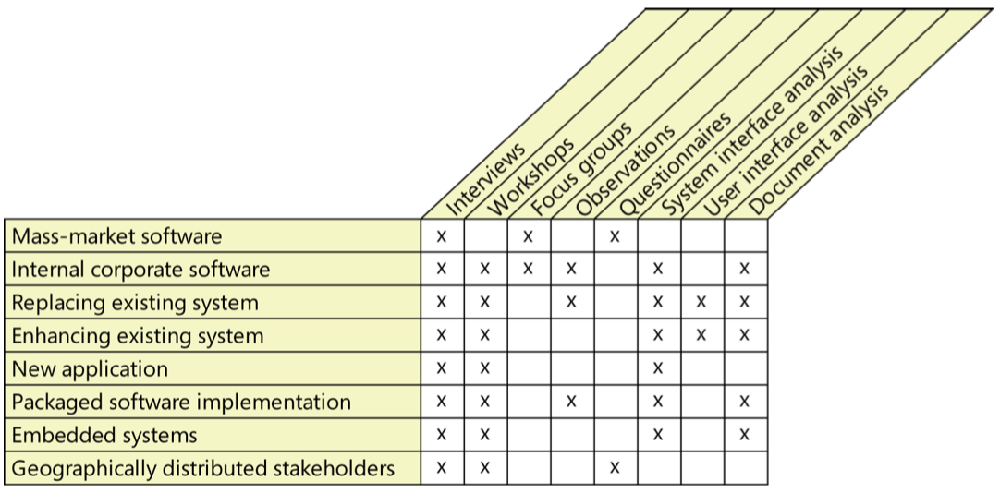 Interviews
Workshops
Focus groups
Observations
Questionnaires
System interface analysis
User interface analysis
Document analysis
Mass-market software x x x
Internal corporate software x x x x x x
Replacing existing system x x x x x x
Enhancing existing system x x x x x
New application x x x
Packaged software implementation x x x x x
Embedded systems x x x x
Geographically distributed stakeholders x x x